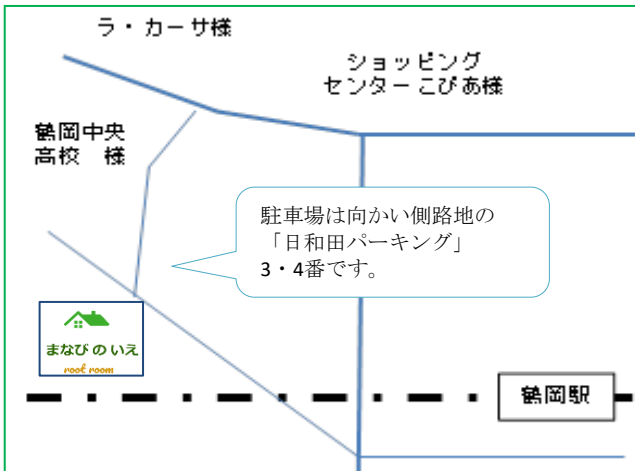 ラ・カーサ様
ショッピング
センターこぴあ様
鶴岡中央
高校　様
駐車場は向かい側路地の
「日和田パーキング」
3・4番です。
まなび の いえ
root room
鶴岡駅